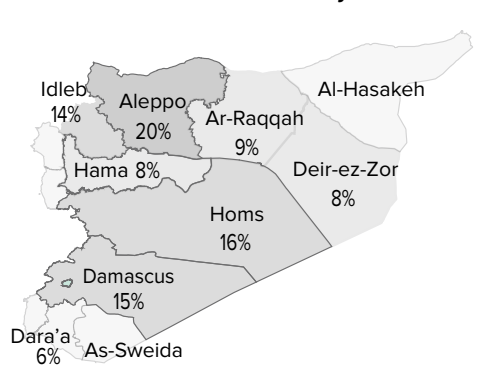 Idleb
14%
Aleppo
20%
Al-Hasakeh
Ar-Raqqah
9%
Hama 8%
Deir-ez-Zor
8%
Homs
16%
Damascus
15%
Dara'a
6%
As-Sweida